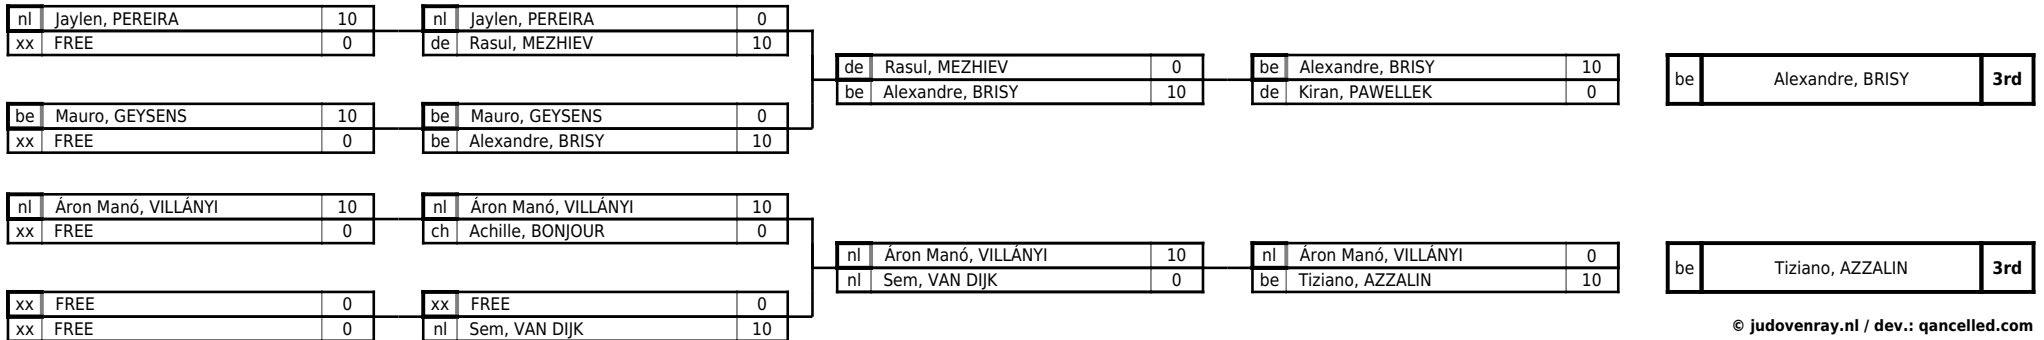 nl Jaylen, PEREIRA 10
xx FREE 0
be Mauro, GEYSENS 10
xx FREE 0
nl Áron Manó, VILLÁNYI 10
xx FREE 0
xx FREE 0
xx FREE 0
nl Jaylen, PEREIRA 0
de Rasul, MEZHIEV 10
be Mauro, GEYSENS 0
be Alexandre, BRISY 10
nl Áron Manó, VILLÁNYI 10
ch Achille, BONJOUR 0
xx FREE 0
nl Sem, VAN DIJK 10
de Rasul, MEZHIEV 0
be Alexandre, BRISY 10
nl Áron Manó, VILLÁNYI 10
nl Sem, VAN DIJK 0
be Alexandre, BRISY 10
de Kiran, PAWELLEK 0
nl Áron Manó, VILLÁNYI 0
be Tiziano, AZZALIN 10
be Alexandre, BRISY 3rd
be Tiziano, AZZALIN 3rd
© judovenray.nl / dev.: qancelled.com